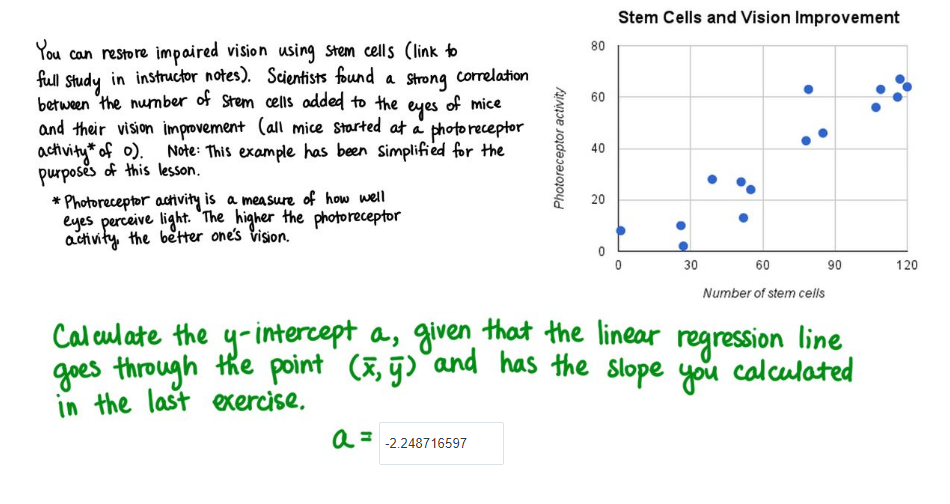 You can restore impaired vision using stem cells (link to
full study in instructor notes). Scientists found a strong correlation
between the number of stem cells added to the eyes of mice
and their vision improvement (all mice started at a photoreceptor
activity* of 0). Note: This example has been simplified for the
purposes of this lesson.
* Photoreceptor activity is a measure of how well
eyes perceive light. The higher the photoreceptor
activity, the better one's vision.
Stem Cells and Vision Improvement
Photoreceptor activity
80
60
40
20
0
0 30 60 90 120
Number of stem cells
Calculate the y-intercept a, given that the linear regression line
goes through the point (x̄, ȳ) and has the slope you calculated
in the last exercise.
a = -2.248716597